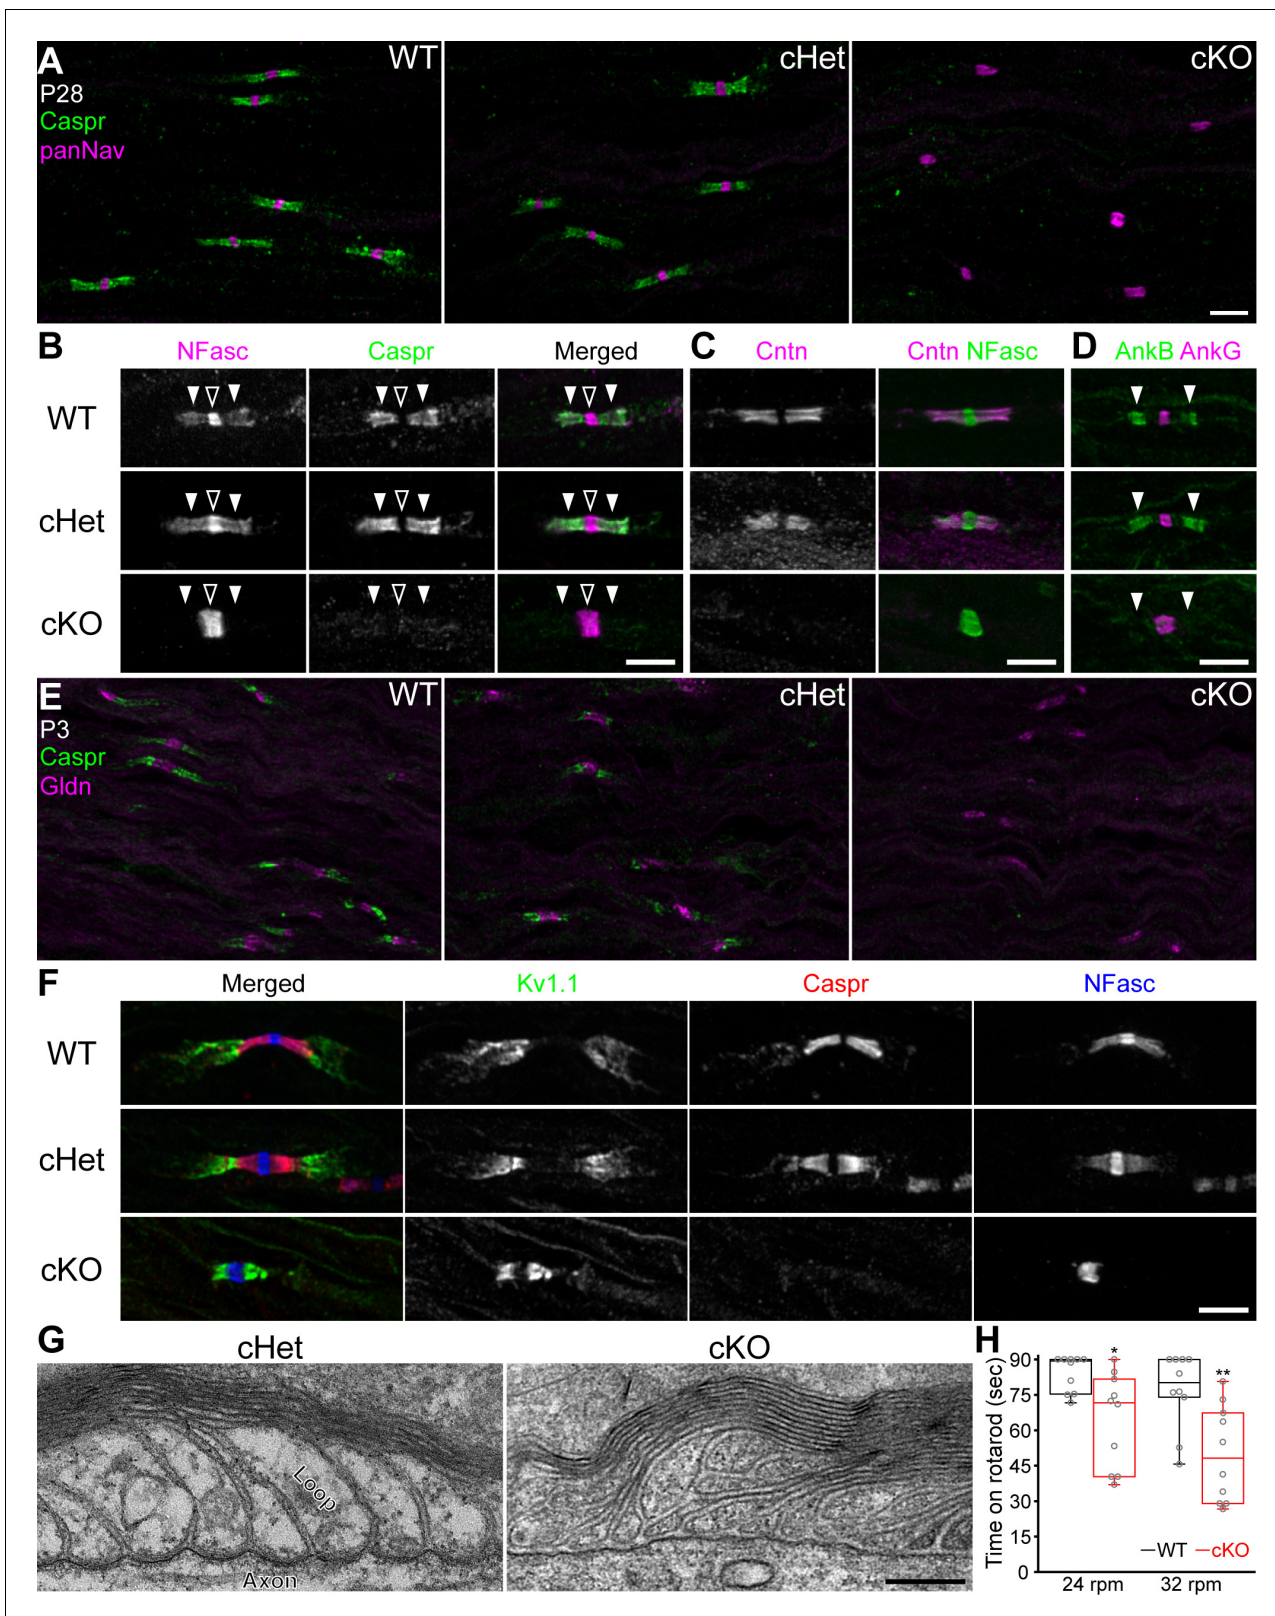 A WT cHet cKO
P28
Caspr
panNav
B NFasc Caspr Merged C Cntn Cntn NFasc D AnkB AnkG
WT
cHet
cKO
E WT cHet cKO
P3
Caspr
Gldn
F Merged Kv1.1 Caspr NFasc
WT
cHet
cKO
G cHet cKO
Loop
Axon
H
Time on rotarod (sec)
90
75
60
45
30
15
0
* **
WT cKO
24 rpm 32 rpm